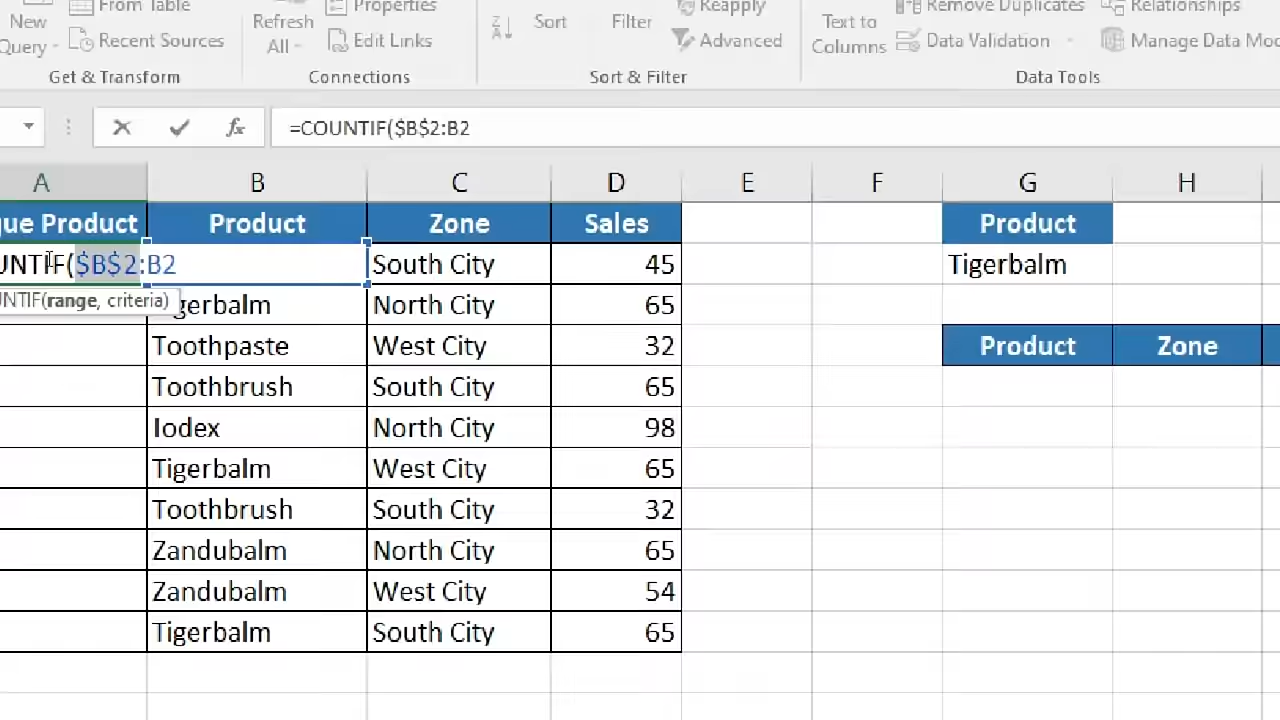 From Table
Properties
Reapply
Remove Duplicates
Relationships
New
Query
Recent Sources
Refresh
All
Edit Links
Sort
Filter
Advanced
Text to
Columns
Data Validation
Manage Data Mod
Get & Transform
Connections
Sort & Filter
Data Tools
fx
=COUNTIF($B$2:B2
A B C D E F G H
que Product Product Zone Sales Product
UNTIF($B$2:B2 South City 45 Tigerbalm
UNTIF(range, criteria) gerbalm North City 65
Toothpaste West City 32 Product Zone
Toothbrush South City 65
Iodex North City 98
Tigerbalm West City 65
Toothbrush South City 32
Zandubalm North City 65
Zandubalm West City 54
Tigerbalm South City 65